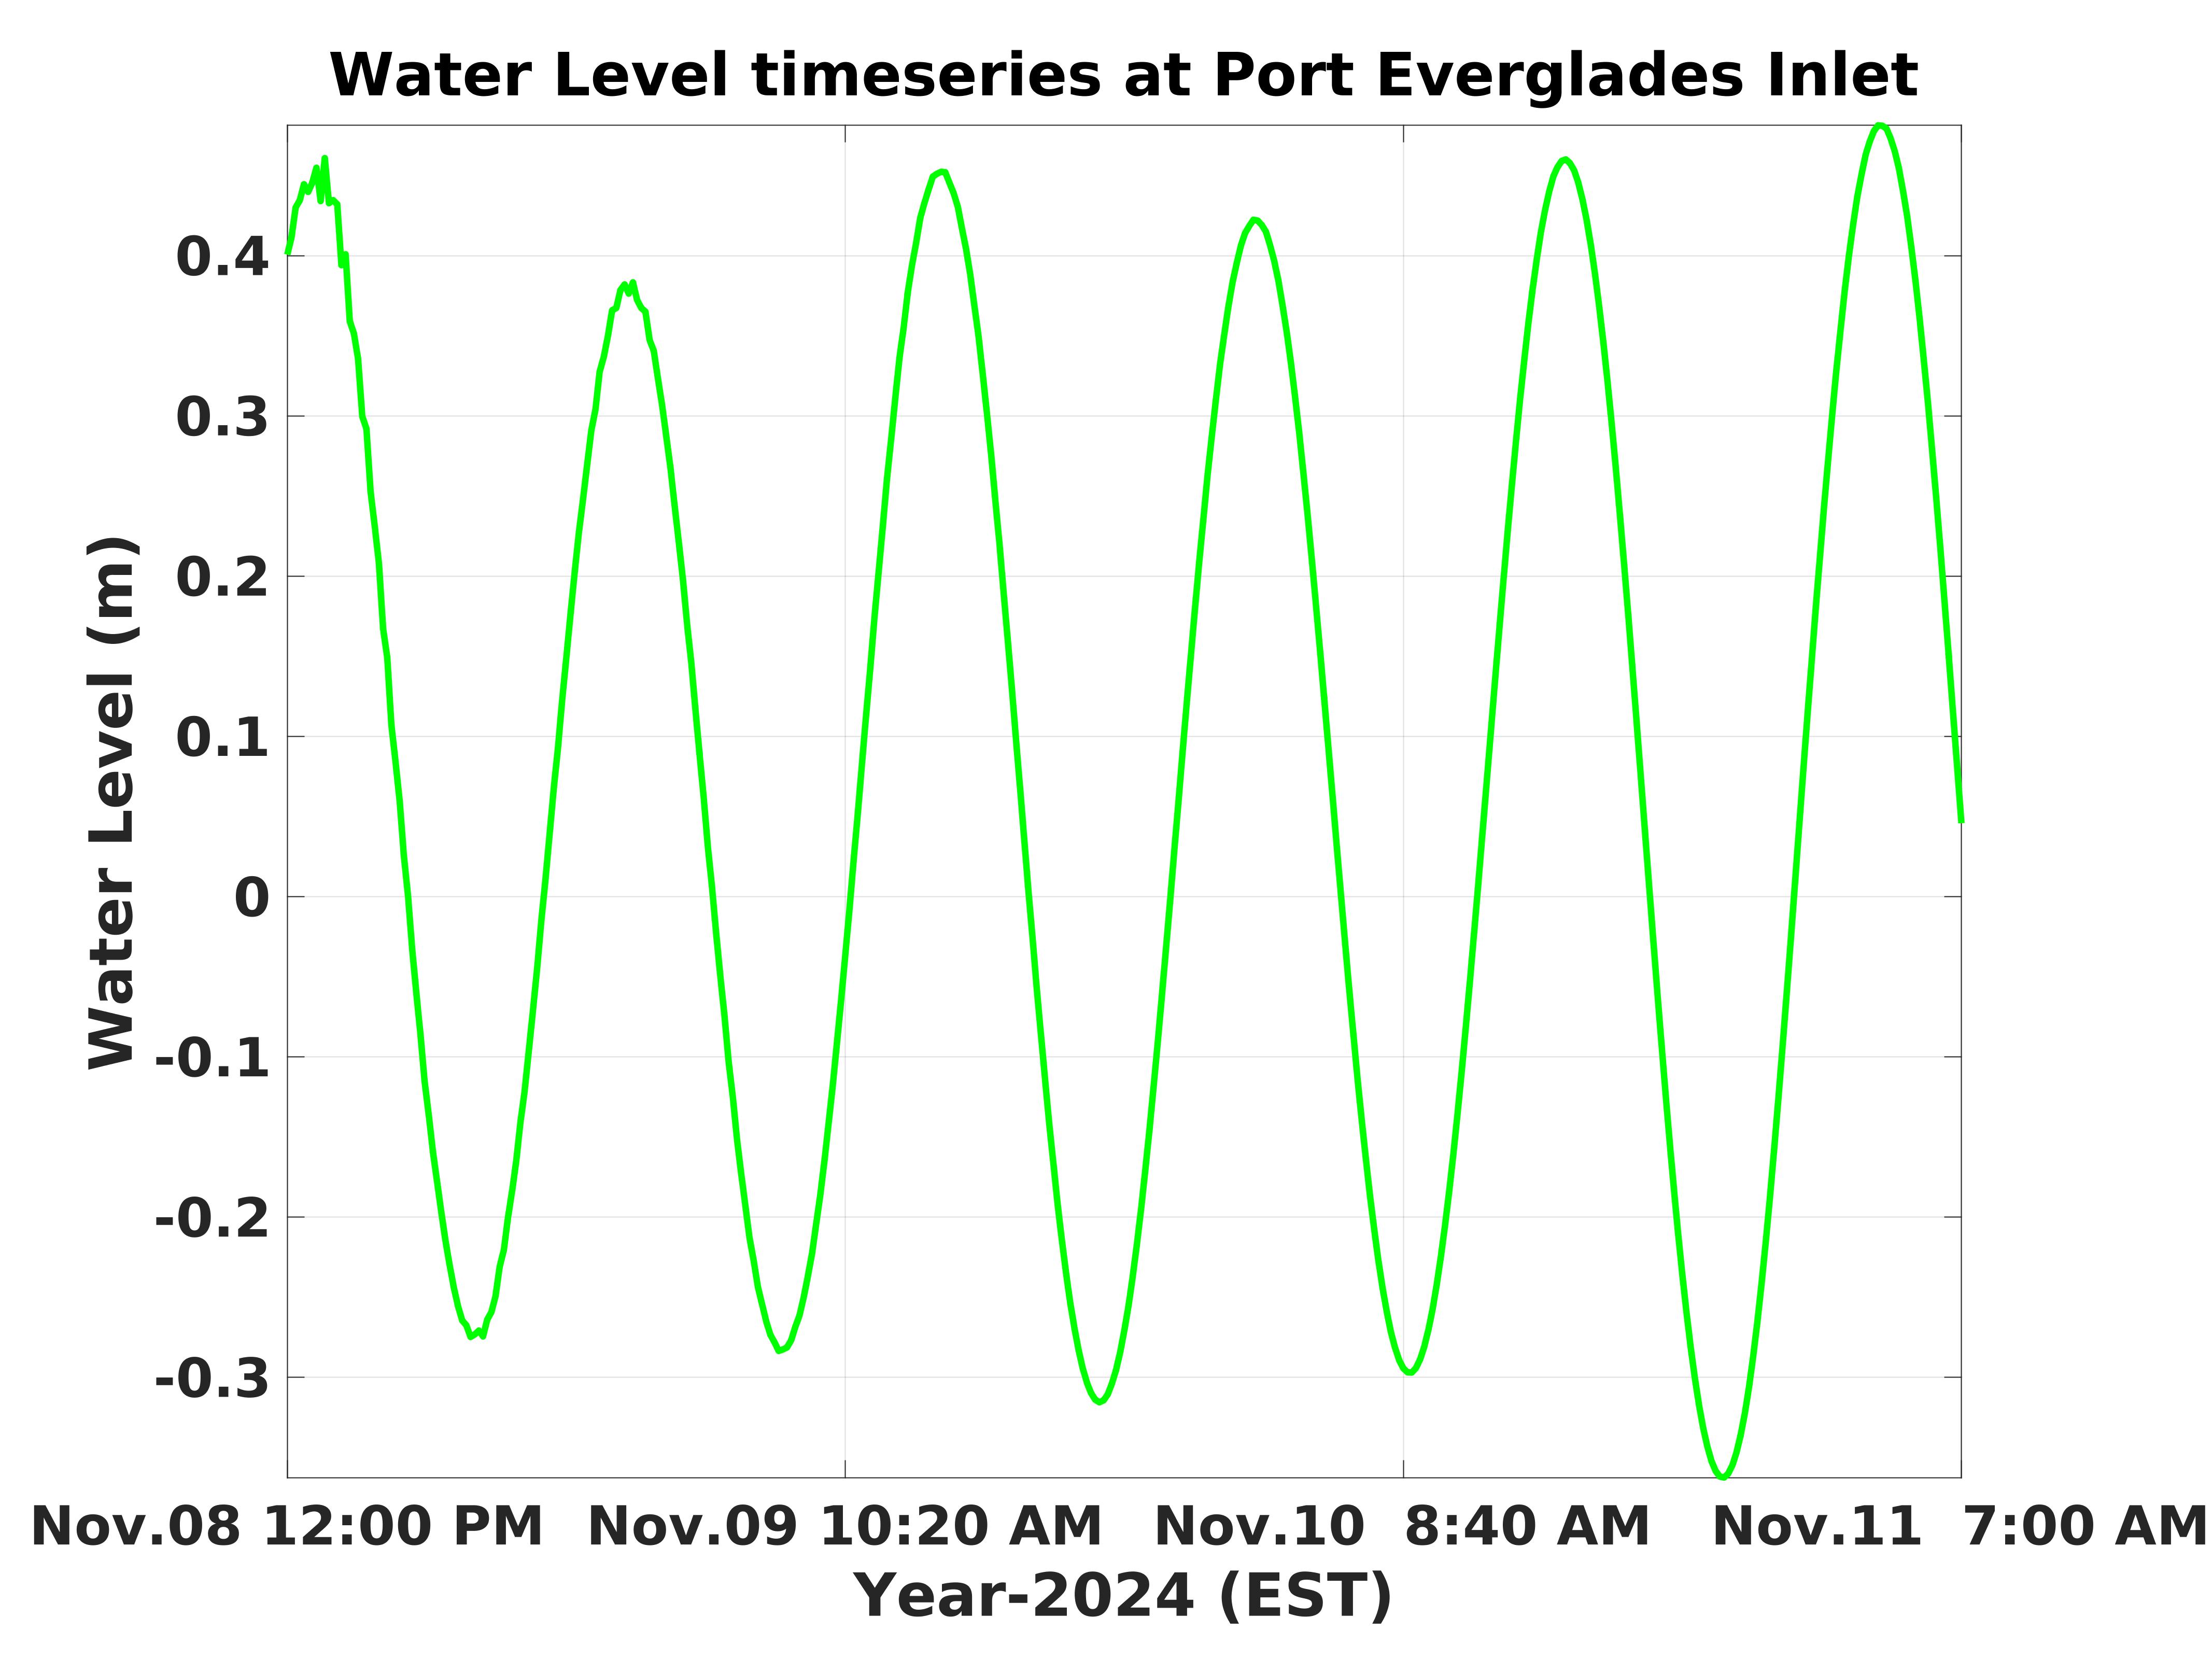 Water Level timeseries at Port Everglades Inlet
Water Level (m)
0.4
0.3
0.2
0.1
0
-0.1
-0.2
-0.3
Nov.08 12:00 PM Nov.09 10:20 AM Nov.10 8:40 AM Nov.11 7:00 AM
Year-2024 (EST)